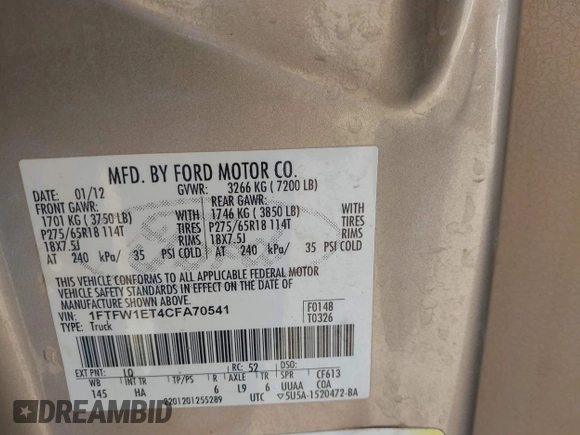 MFD. BY FORD MOTOR CO.
DATE: 01/12 GVWR: 3266 KG ( 7200 LB)
FRONT GAWR: REAR GAWR:
1701 KG ( 3750 LB) 1746 KG ( 3850 LB)
P275/65R18 114T TIRES P275/65R18 114T TIRES
18X7.5J RIMS 18X7.5J RIMS
AT 240 kPa/ 35 PSI COLD AT 240 kPa/ 35 PSI COLD
THIS VEHICLE CONFORMS TO ALL APPLICABLE FEDERAL MOTOR
VEHICLE SAFETY STANDARDS IN EFFECT ON THE DATE OF
MANUFACTURE SHOWN ABOVE.
VIN: 1FTFW1ET4CFA70541 F0148
TYPE: Truck T0326
EXT PNT: LQ RC: 52 DSO:
WB INT TR TP/PS R AXLE TR SPR CF613
145 HA 6 L9 6 UUAA COA
UTC 5U5A-1520472-BA
DREAMBID